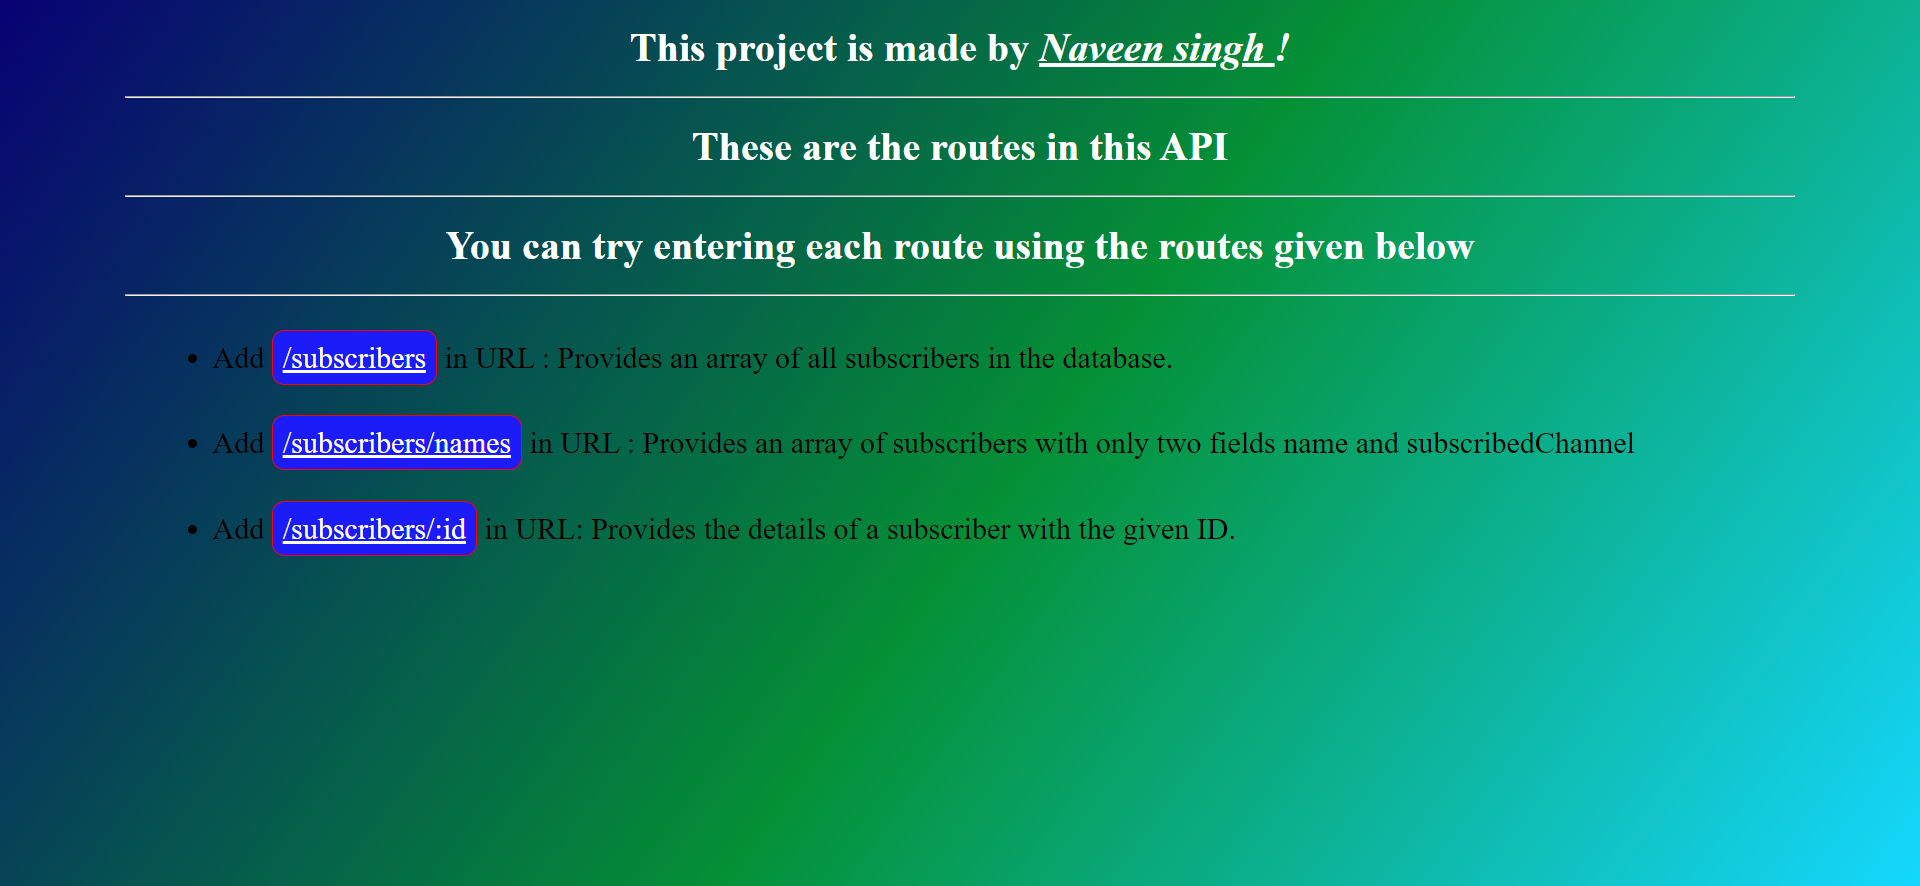 This project is made by Naveen singh !
These are the routes in this API
You can try entering each route using the routes given below
• Add /subscribers in URL : Provides an array of all subscribers in the database.
• Add /subscribers/names in URL : Provides an array of subscribers with only two fields name and subscribedChannel
• Add /subscribers/:id in URL: Provides the details of a subscriber with the given ID.